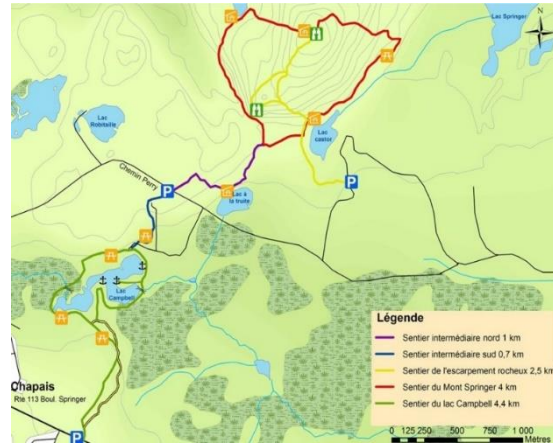 N
Lac Springer
Lac
Robitaille
Lac
castor
Chemin Perry
P
P
Lac à
la truite
Lac
Campbell
Légende
Sentier intermédiaire nord 1 km
Sentier intermédiaire sud 0,7 km
Sentier de l'escarpement rocheux 2,5 km
Sentier du Mont Springer 4 km
Sentier du lac Campbell 4,4 km
Chapais
Rte 113 Boul. Springer
P
0 125 250 500 750 1 000
Mètres